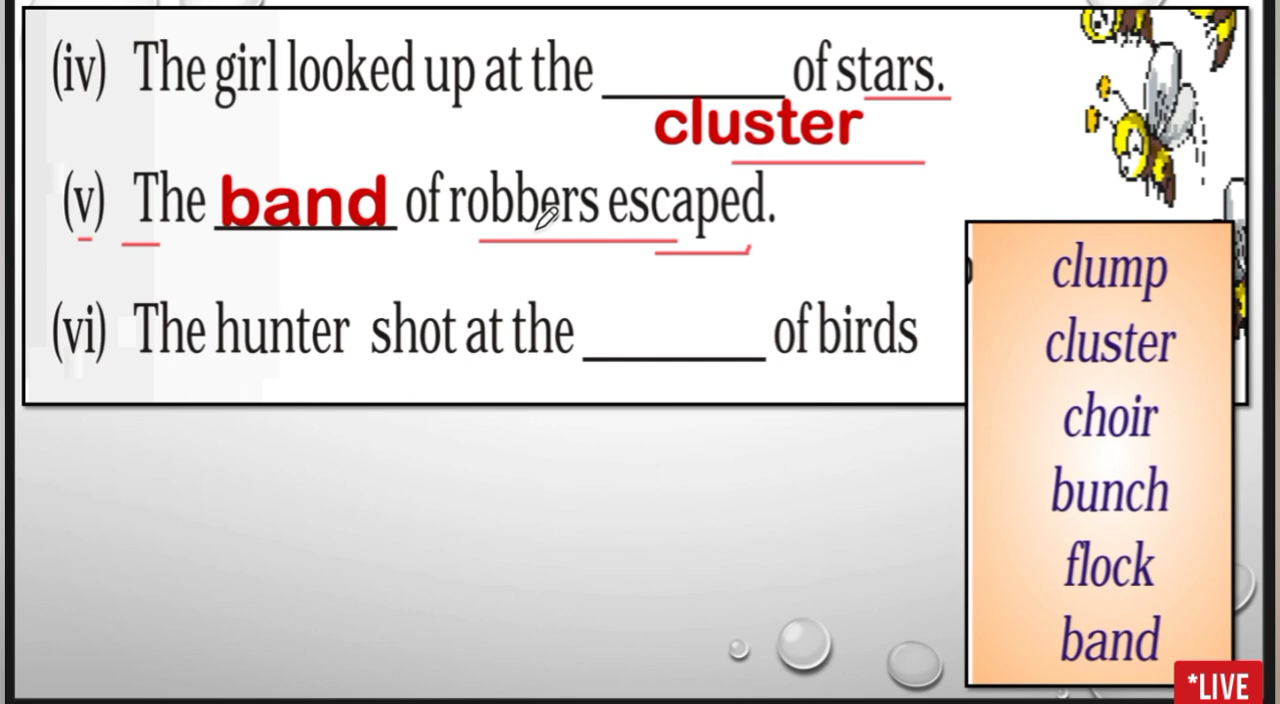 (iv) The girl looked up at the ________ of stars.
cluster
(v) The band of robbers escaped.
(vi) The hunter shot at the ________ of birds
clump
cluster
choir
bunch
flock
band
*LIVE